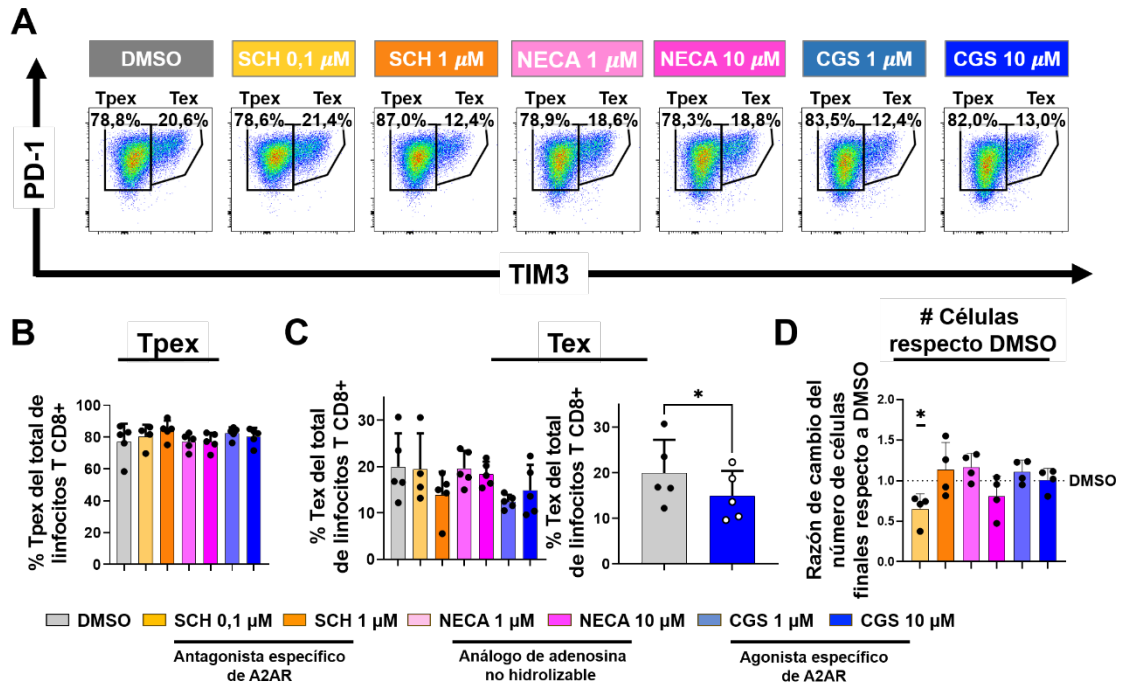 A
DMSO
SCH 0,1 µM
SCH 1 µM
NECA 1 µM
NECA 10 µM
CGS 1 µM
CGS 10 µM
Tpex Tex
78,8% 20,6%
Tpex Tex
78,6% 21,4%
Tpex Tex
87,0% 12,4%
Tpex Tex
78,9% 18,6%
Tpex Tex
78,3% 18,8%
Tpex Tex
83,5% 12,4%
Tpex Tex
82,0% 13,0%
PD-1
TIM3
B
Tpex
% Tpex del total de
linfocitos T CD8+
100
80
60
40
20
0
C
Tex
% Tex del total
de linfocitos T CD8+
30
20
10
0
% Tex del total
de linfocitos T CD8+
30
20
10
0
*
D
# Células
respecto DMSO
Razón de cambio del
número de células
finales respecto a DMSO
2.0
1.5
1.0
0.5
0.0
*
DMSO
DMSO
SCH 0,1 µM
SCH 1 µM
NECA 1 µM
NECA 10 µM
CGS 1 µM
CGS 10 µM
Antagonista específico
de A2AR
Análogo de adenosina
no hidrolizable
Agonista específico
de A2AR